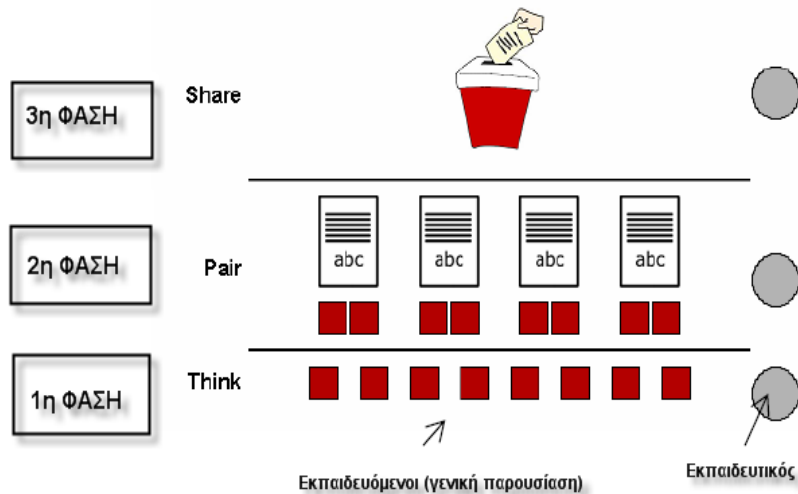 3η ΦΑΣΗ
Share
2η ΦΑΣΗ
Pair
abc
abc
abc
abc
1η ΦΑΣΗ
Think
Εκπαιδευόμενοι (γενική παρουσίαση)
Εκπαιδευτικός